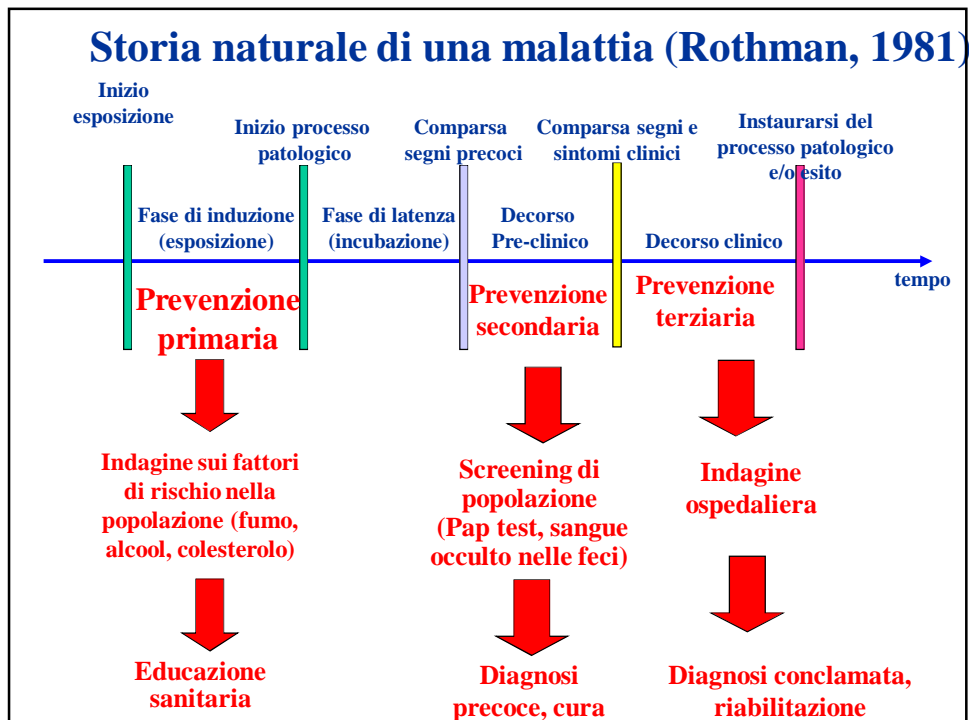 Storia naturale di una malattia (Rothman, 1981)
Inizio
esposizione
Inizio processo
patologico
Comparsa
segni precoci
Comparsa segni e
sintomi clinici
Instaurarsi del
processo patologico
e/o esito
Fase di induzione
(esposizione)
Fase di latenza
(incubazione)
Decorso
Pre-clinico
Decorso clinico
tempo
Prevenzione
primaria
Prevenzione
secondaria
Prevenzione
terziaria
Indagine sui fattori
di rischio nella
popolazione (fumo,
alcool, colesterolo)
Screening di
popolazione
(Pap test, sangue
occulto nelle feci)
Indagine
ospedaliera
Educazione
sanitaria
Diagnosi
precoce, cura
Diagnosi conclamata,
riabilitazione